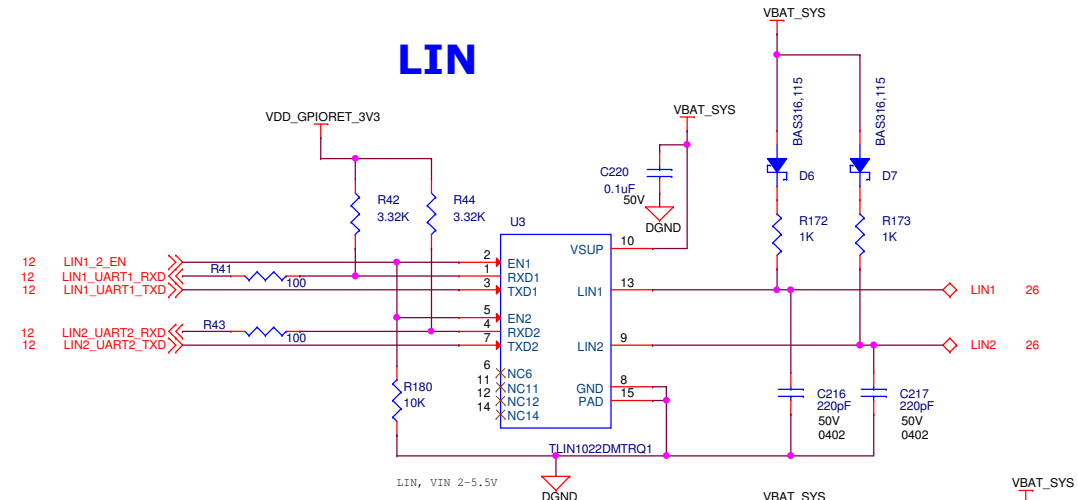 VBAT_SYS
LIN
BAS316,115
BAS316,115
VDD_GPIORET_3V3
VBAT_SYS
C220
0.1uF
50V
DGND
D6
D7
R42
3.32K
R44
3.32K
R172
1K
R173
1K
U3
12 LIN1_2_EN
12 LIN1_UART1_RXD
R41
100
12 LIN1_UART1_TXD
12 LIN2_UART2_RXD
R43
100
12 LIN2_UART2_TXD
2 EN1
1 RXD1
3 TXD1
5 EN2
4 RXD2
7 TXD2
6 NC6
11 NC11
12 NC12
14 NC14
VSUP 10
LIN1 13
LIN2 9
GND 8
PAD 15
LIN1 26
LIN2 26
R180
10K
C216
220pF
50V
0402
C217
220pF
50V
0402
TLIN1022DMTRQ1
LIN, VIN 2-5.5V
DGND
VBAT_SYS
VBAT_SYS